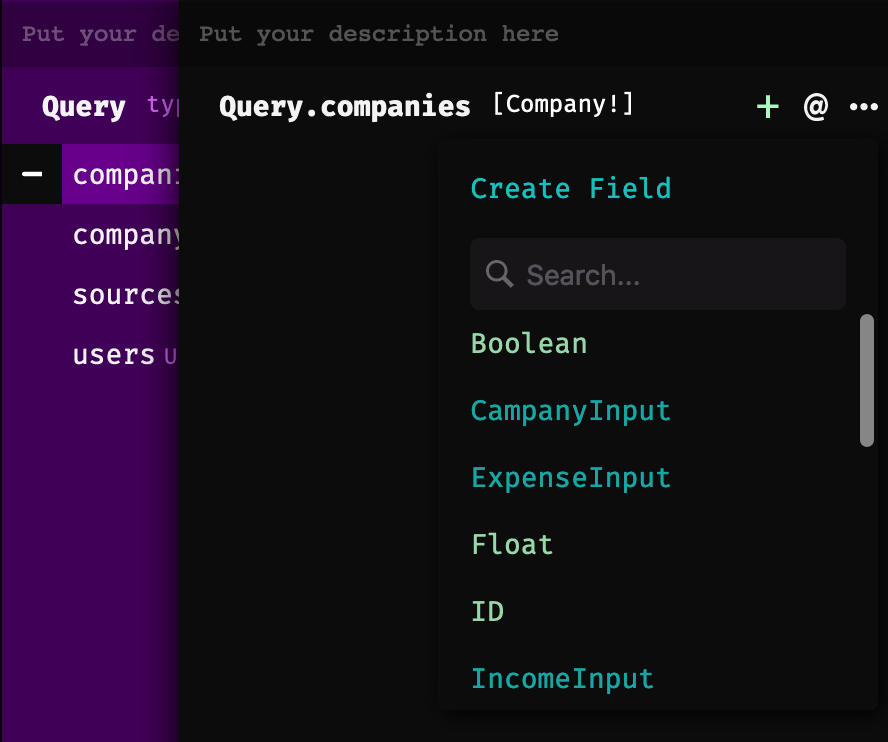 Put your de
Put your description here
Query typ
Query.companies [Company!] + @ •••
compani
company
sources
users u
Create Field
Search...
Boolean
CampanyInput
ExpenseInput
Float
ID
IncomeInput